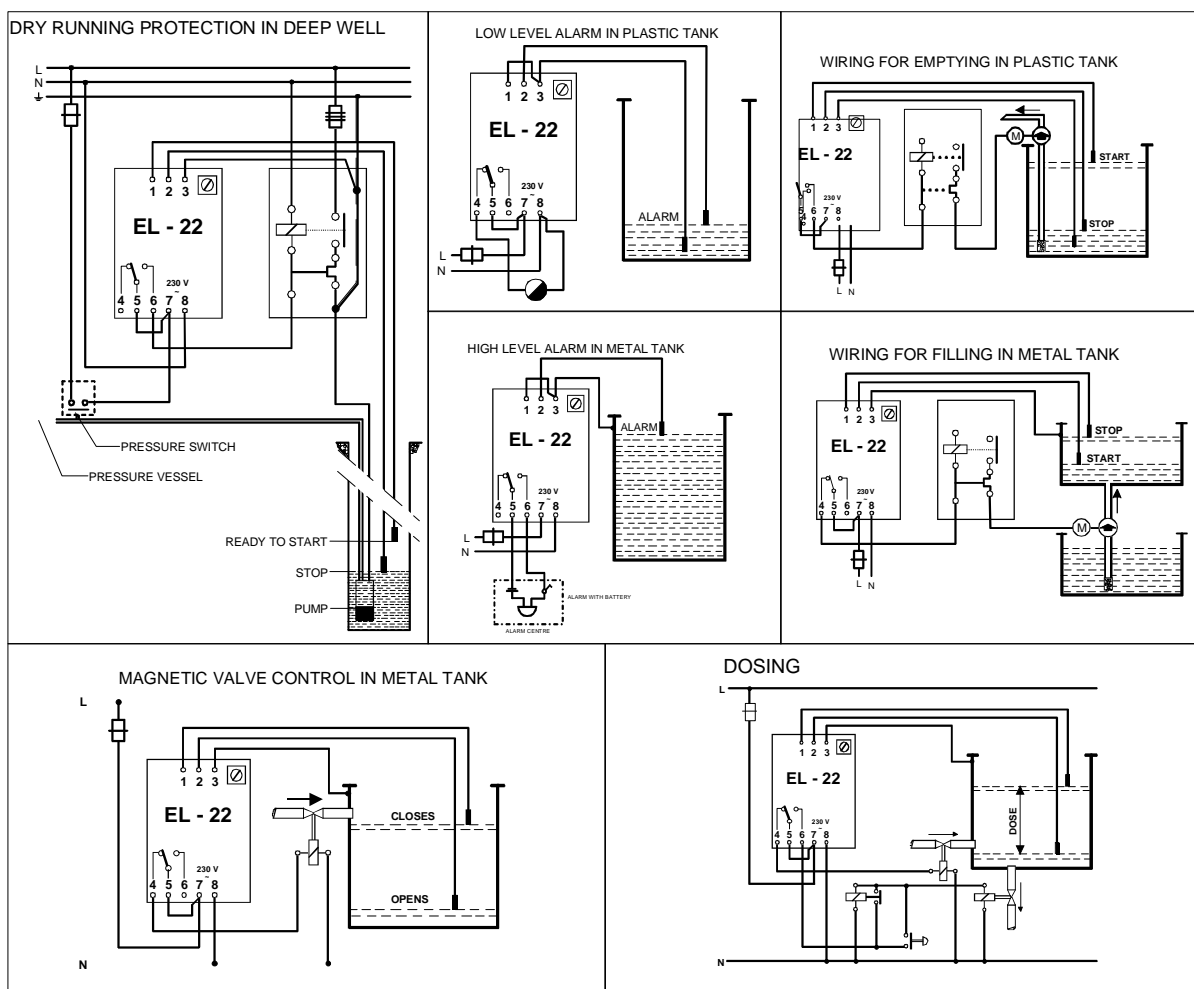 DRY RUNNING PROTECTION IN DEEP WELL
L
N
1 2 3
EL - 22
230 V
~
4 5 6 7 8
PRESSURE SWITCH
PRESSURE VESSEL
READY TO START
STOP
PUMP
LOW LEVEL ALARM IN PLASTIC TANK
1 2 3
EL - 22
230 V
~
4 5 6 7 8
ALARM
L
N
WIRING FOR EMPTYING IN PLASTIC TANK
1 2 3
EL - 22
230 V
~
5 6 7 8
4
M
START
STOP
L N
HIGH LEVEL ALARM IN METAL TANK
1 2 3
EL - 22
230 V
~
4 5 6 7 8
ALARM
L
N
ALARM WITH BATTERY
ALARM CENTRE
WIRING FOR FILLING IN METAL TANK
1 2 3
EL - 22
230 V
~
4 5 6 7 8
STOP
START
M
L N
MAGNETIC VALVE CONTROL IN METAL TANK
L
1 2 3
EL - 22
230 V
~
4 5 6 7 8
CLOSES
OPENS
N
DOSING
L
1 2 3
EL - 22
230 V
~
4 5 6 7 8
DOSE
N